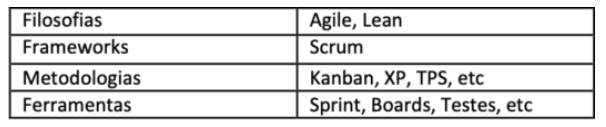 Filosofias Agile, Lean
Frameworks Scrum
Metodologias Kanban, XP, TPS, etc
Ferramentas Sprint, Boards, Testes, etc